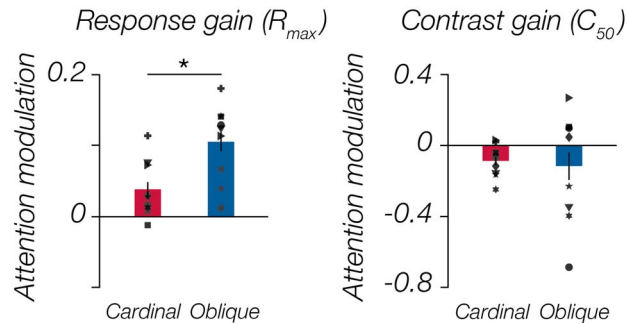 Response gain (Rmax)
Attention modulation
0.2
*
0
Cardinal Oblique
Contrast gain (C50)
Attention modulation
0.4
0
-0.4
-0.8
Cardinal Oblique